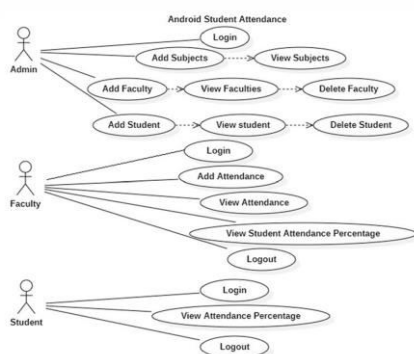 Android Student Attendance
Login
Admin
Add Subjects
View Subjects
Add Faculty
View Faculties
Delete Faculty
Add Student
View student
Delete Student
Login
Add Attendance
Faculty
View Attendance
View Student Attendance Percentage
Logout
Login
Student
View Attendance Percentage
Logout